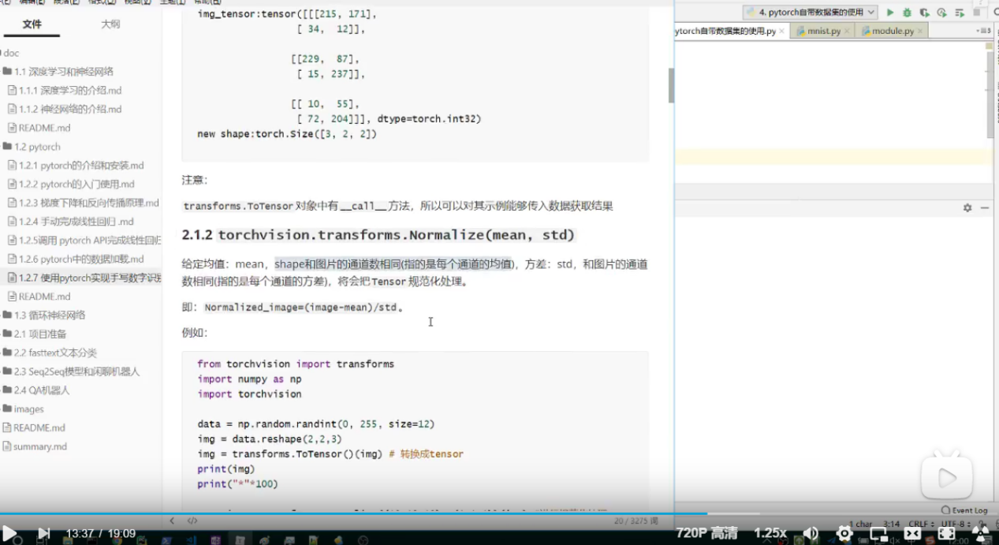 文件 大纲
doc
1.1 深度学习和神经网络
1.1.1 深度学习的介绍.md
1.1.2 神经网络的介绍.md
README.md
1.2 pytorch
1.2.1 pytorch的介绍和安装.md
1.2.2 pytorch的入门使用.md
1.2.3 梯度下降和反向传播原理.md
1.2.4 手动完成线性回归 .md
1.2.5调用 pytorch API完成线性回归
1.2.6 pytorch中的数据加载.md
1.2.7 使用pytorch实现手写数字识别
README.md
1.3 循环神经网络
2.1 项目准备
2.2 fasttext文本分类
2.3 Seq2Seq模型和闲聊机器人
2.4 QA机器人
images
README.md
summary.md
img_tensor:tensor([[[215, 171],
[ 34, 12]],
[[229, 87],
[ 15, 237]],
[[ 10, 55],
[ 72, 204]]], dtype=torch.int32)
new shape:torch.Size([3, 2, 2])
注意：
transforms.ToTensor 对象中有 __call__ 方法，所以可以对其示例能够传入数据获取结果
2.1.2 torchvision.transforms.Normalize(mean, std)
给定均值：mean，shape和图片的通道数相同(指的是每个通道的均值)，方差：std，和图片的通道
数相同(指的是每个通道的方差)，将会把Tensor 规范化处理。
即：Normalized_image=(image-mean)/std。
例如：
from torchvision import transforms
import numpy as np
import torchvision
data = np.random.randint(0, 255, size=12)
img = data.reshape(2,2,3)
img = transforms.ToTensor()(img) # 转换成tensor
print(img)
print("*"*100)
20 / 3275 词
4. pytorch自带数据集的使用
ytorch自带数据集的使用.py mnist.py module.py
Event Log
1 char 3:14 CRLF UTF-8
13:37 / 19:09 720P 高清 1.25x